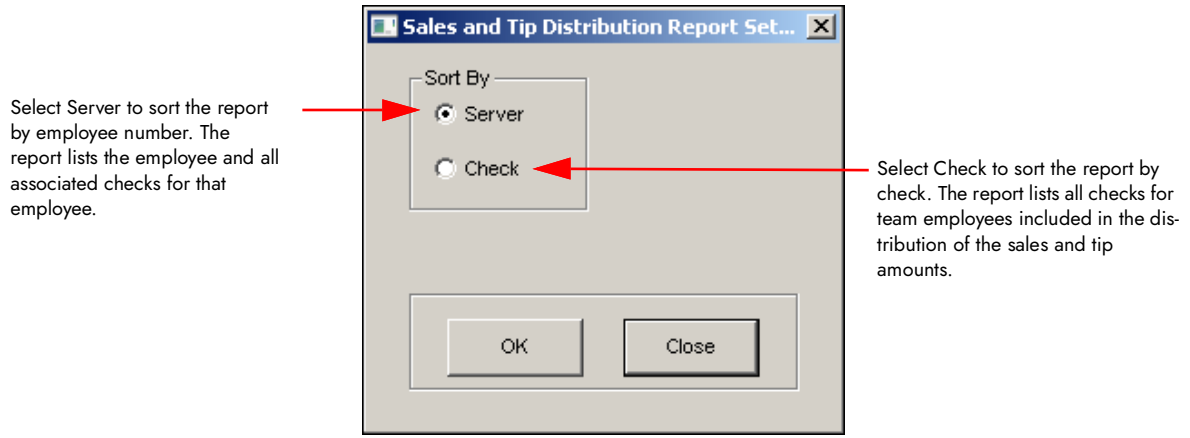 Sales and Tip Distribution Report Set...
Sort By
Server
Check
OK
Close
Select Server to sort the report
by employee number. The
report lists the employee and all
associated checks for that
employee.
Select Check to sort the report by
check. The report lists all checks for
team employees included in the dis-
tribution of the sales and tip
amounts.